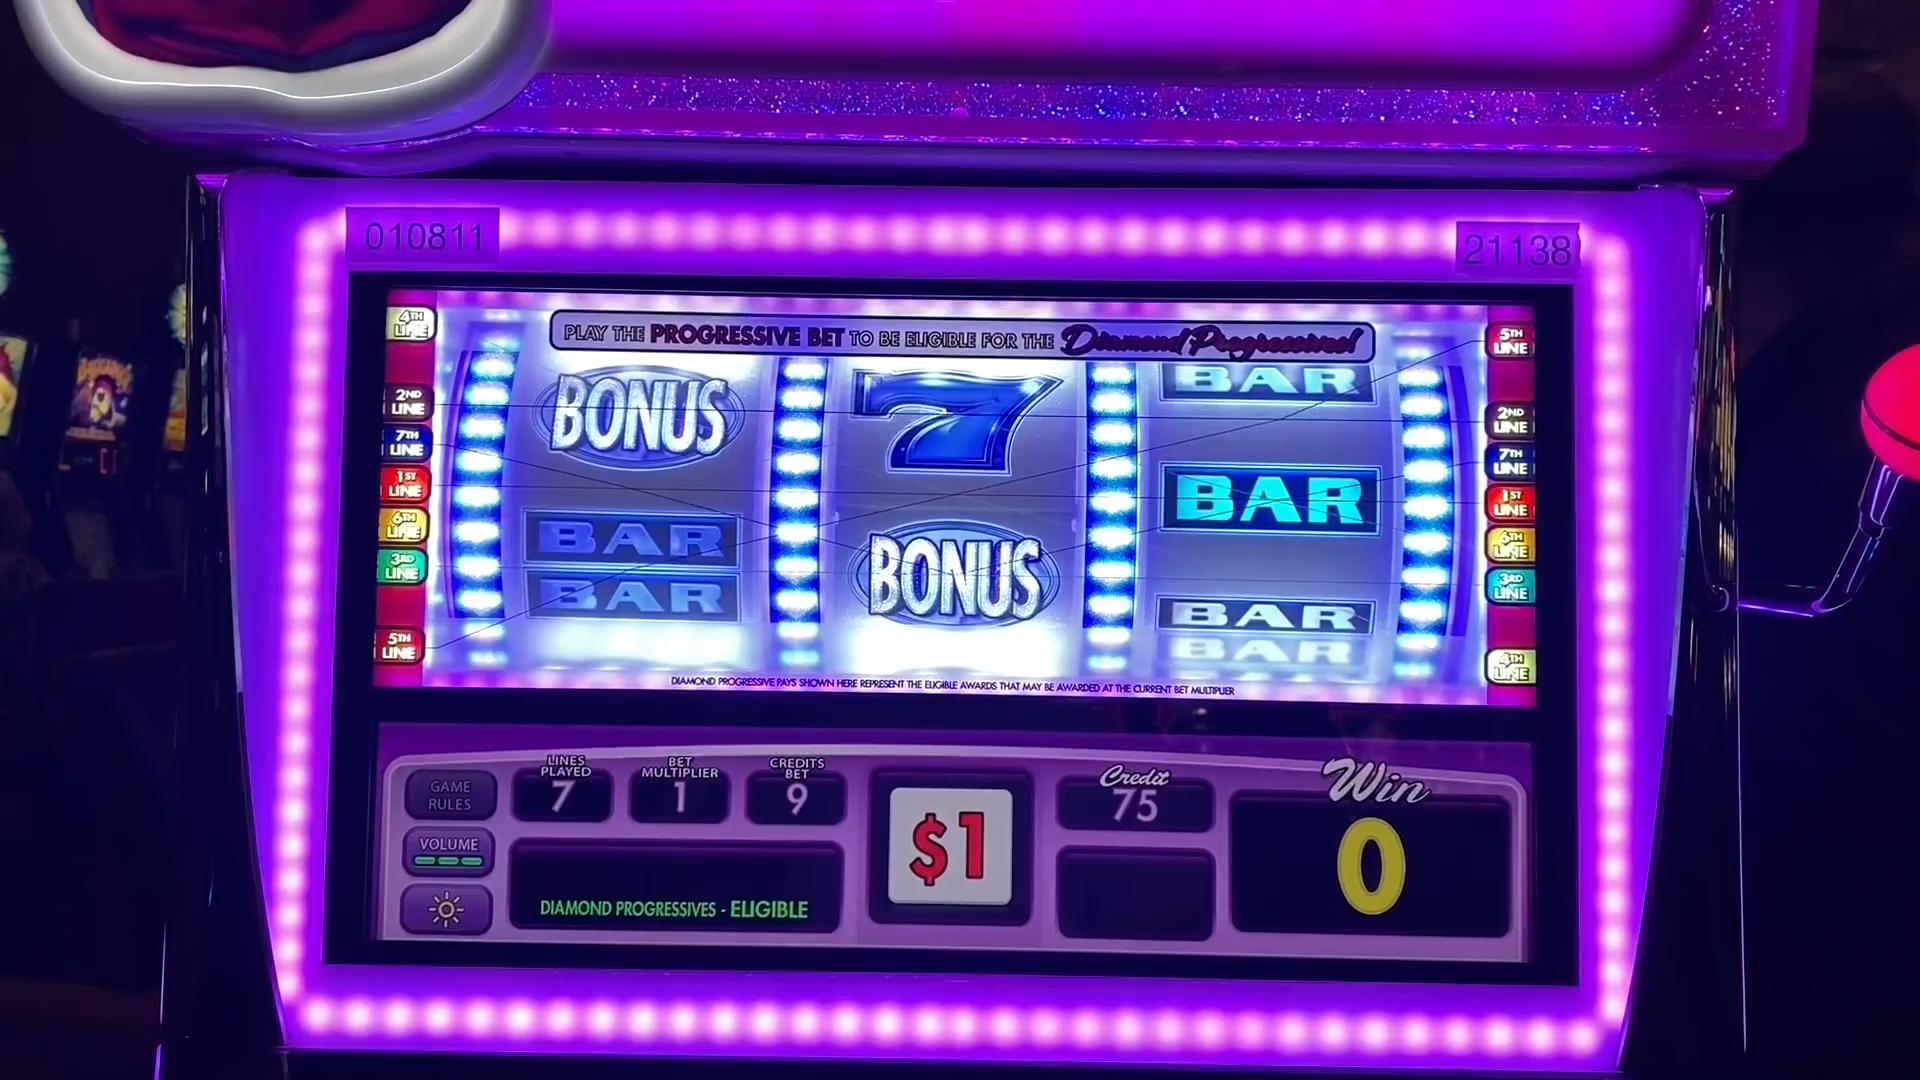 010811
21138
PLAY THE PROGRESSIVE BET TO BE ELIGIBLE FOR THE Diamond Progressives!
4TH LINE
2ND LINE
7TH LINE
1ST LINE
6TH LINE
3RD LINE
5TH LINE
BONUS
BAR
BAR
7
BONUS
BAR
BAR
BAR
BAR
5TH LINE
2ND LINE
7TH LINE
1ST LINE
6TH LINE
3RD LINE
4TH LINE
DIAMOND PROGRESSIVE PAYS SHOWN HERE REPRESENT THE ELIGIBLE AWARDS THAT MAY BE AWARDED AT THE CURRENT BET MULTIPLIER
GAME RULES
VOLUME
LINES PLAYED
7
BET MULTIPLIER
1
CREDITS BET
9
DIAMOND PROGRESSIVES - ELIGIBLE
$1
Credit
75
Win
0